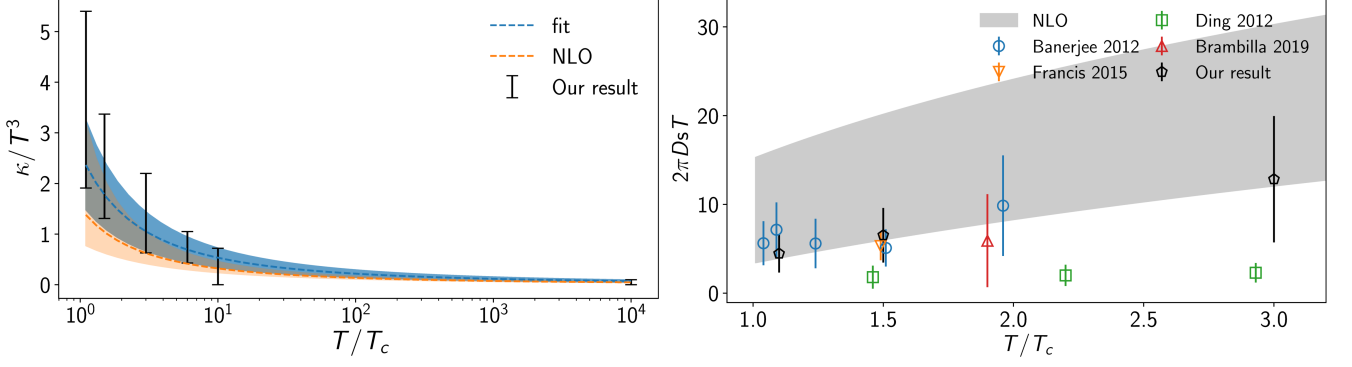 5
4
3
2
1
0
κ/T³
fit
NLO
Our result
10⁰ 10¹ 10² 10³ 10⁴
T/T_c
30
20
10
0
2πDsT
NLO
Banerjee 2012
Francis 2015
Ding 2012
Brambilla 2019
Our result
1.0 1.5 2.0 2.5 3.0
T/T_c